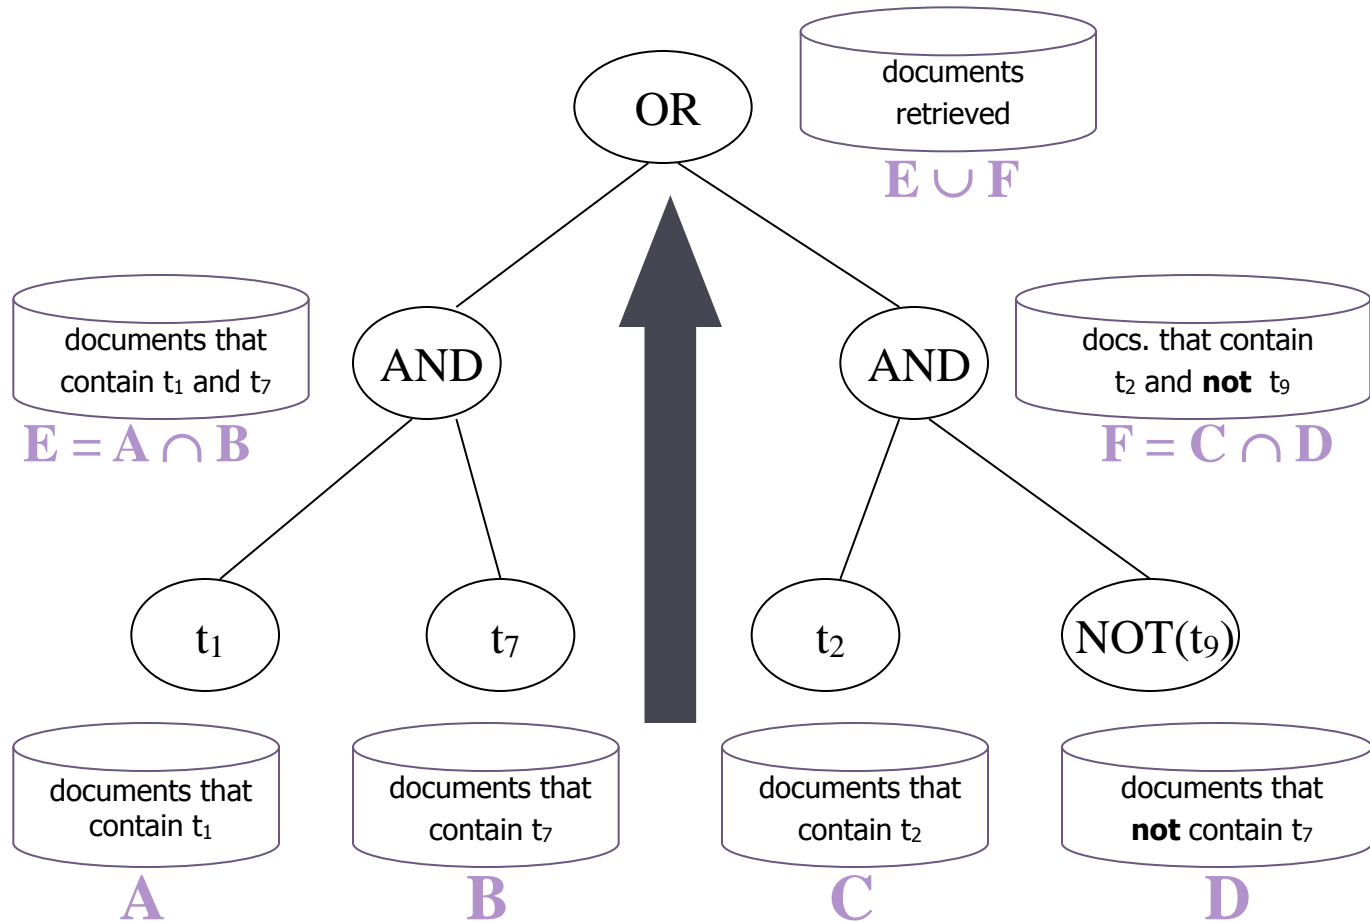 documents
retrieved
OR
E ∪ F
documents that
contain t₁ and t₇
AND
AND
docs. that contain
t₂ and not t₉
E = A ∩ B
F = C ∩ D
t₁
t₇
t₂
NOT(t₉)
documents that
contain t₁
documents that
contain t₇
documents that
contain t₂
documents that
not contain t₇
A
B
C
D